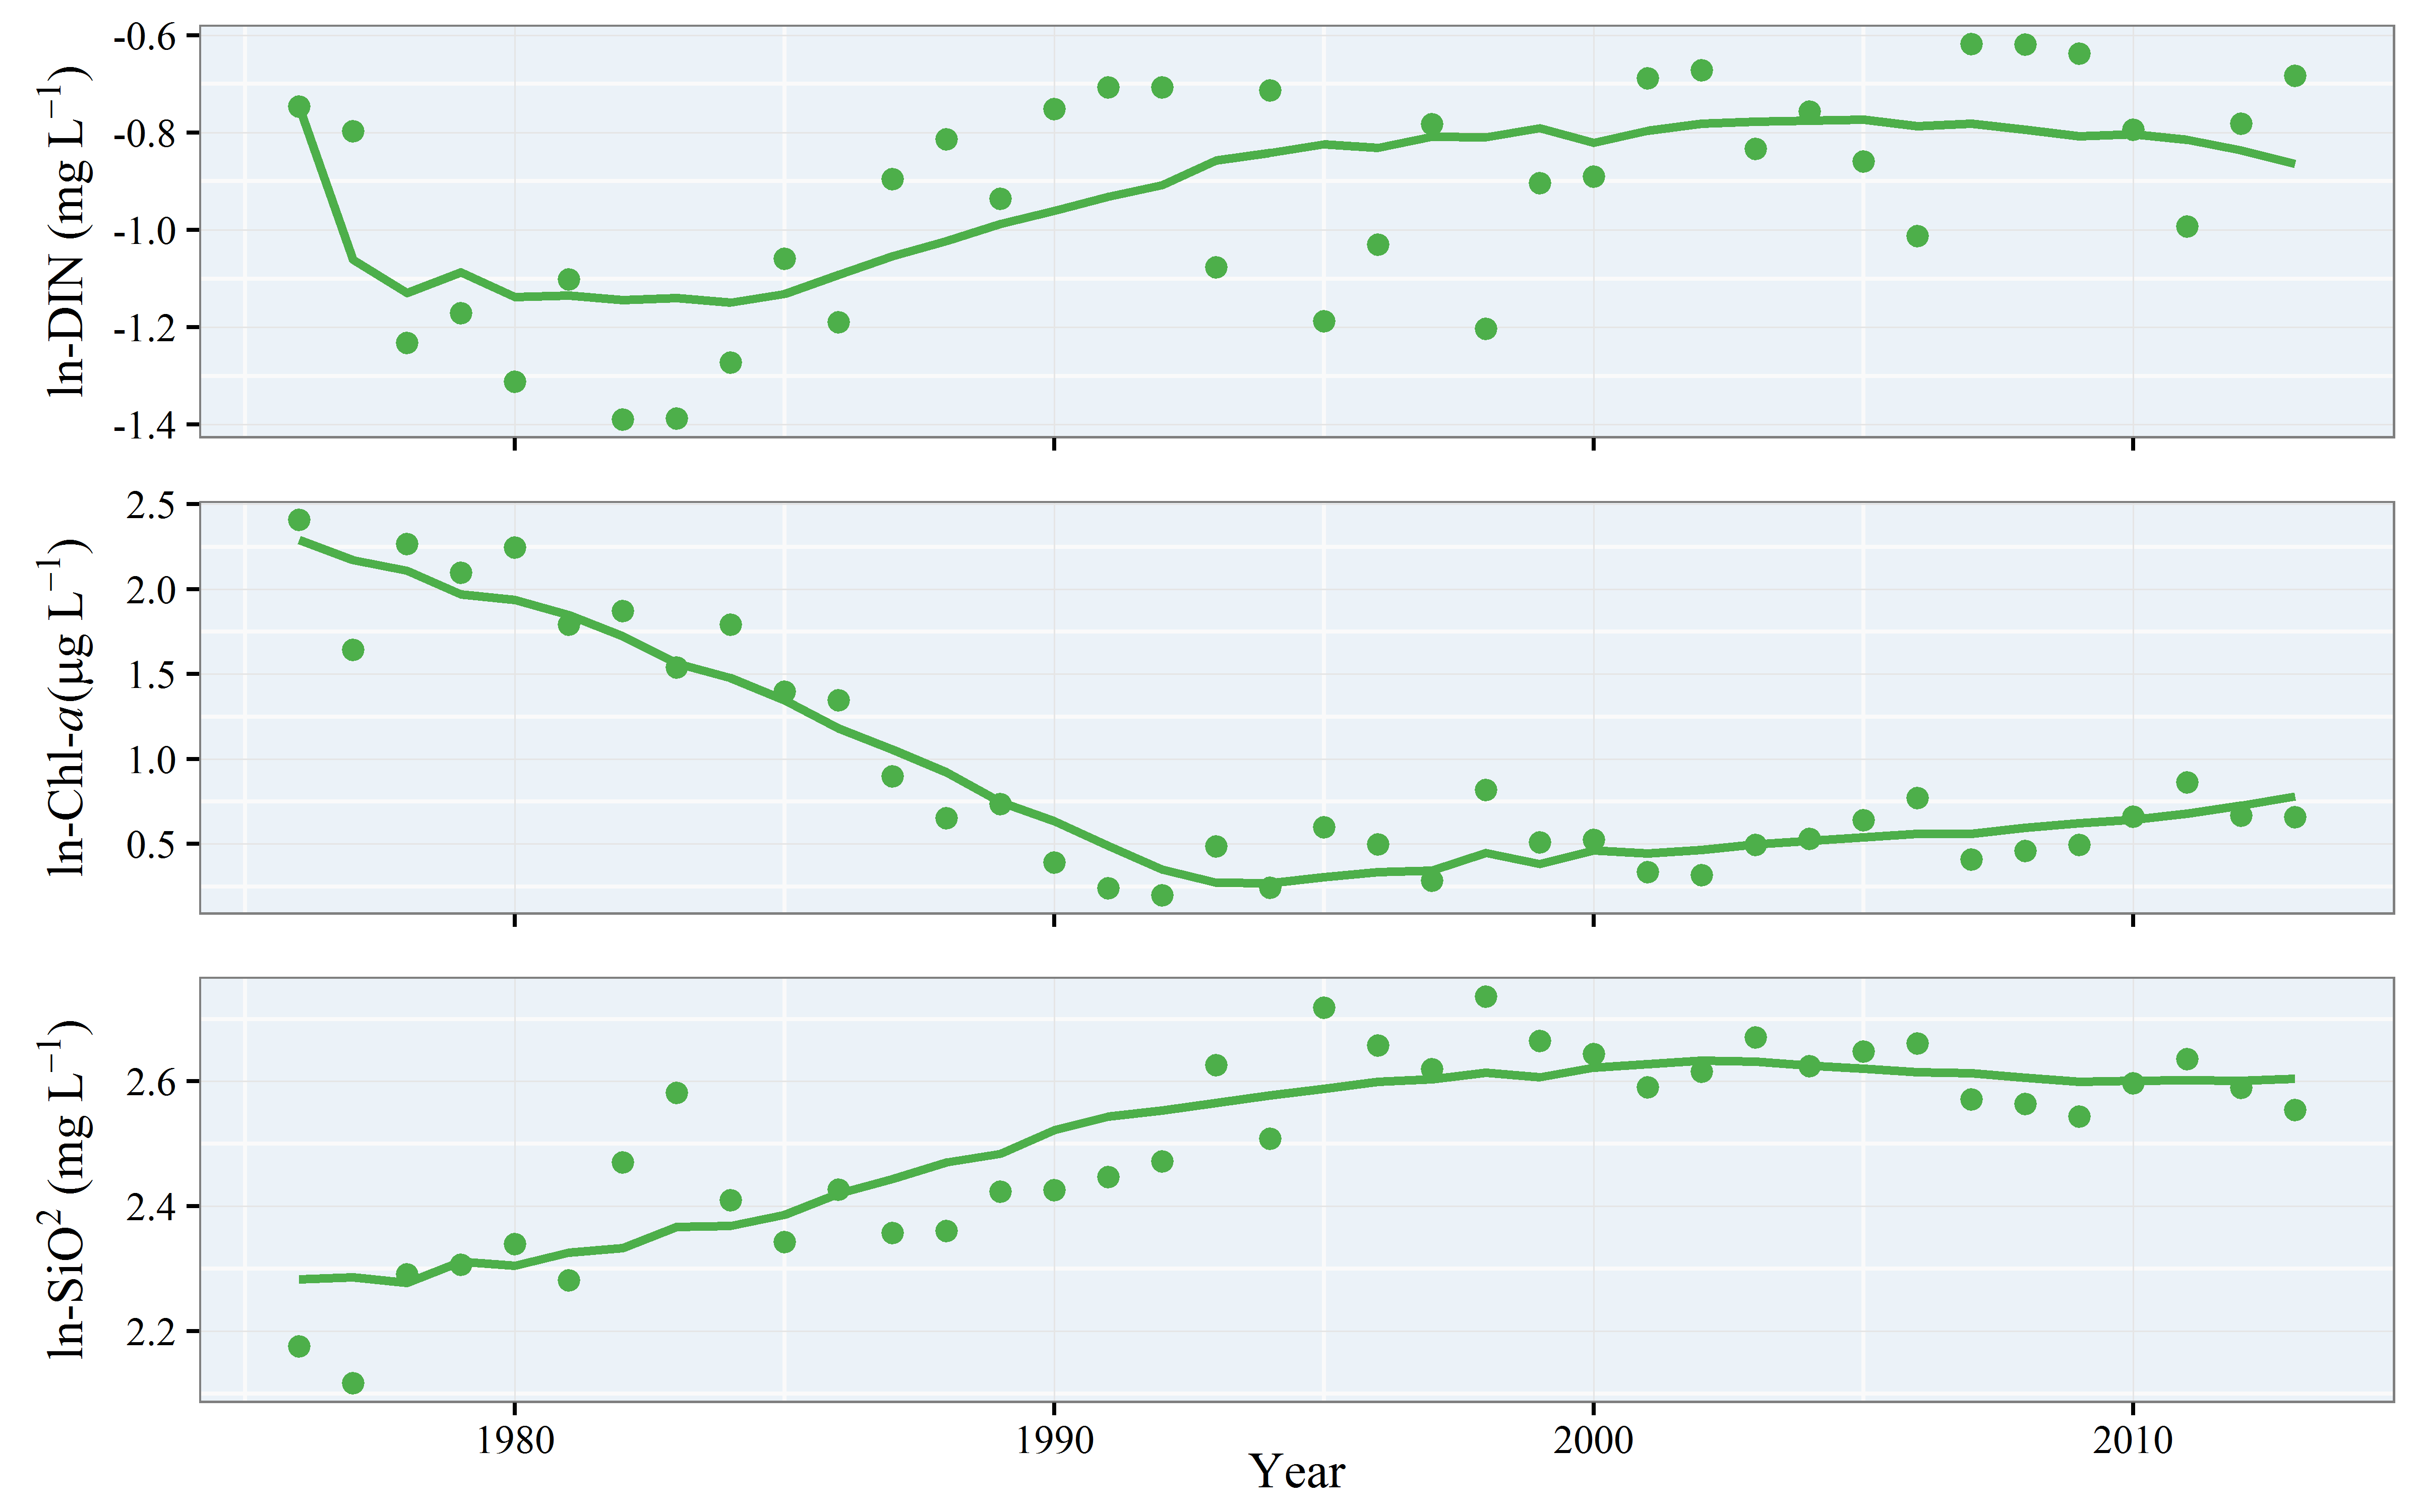 ln-DIN (mg L⁻¹)
-0.6
-0.8
-1.0
-1.2
-1.4
ln-Chl-a(µg L⁻¹)
2.5
2.0
1.5
1.0
0.5
ln-SiO² (mg L⁻¹)
2.6
2.4
2.2
1980 1990 2000 2010
Year